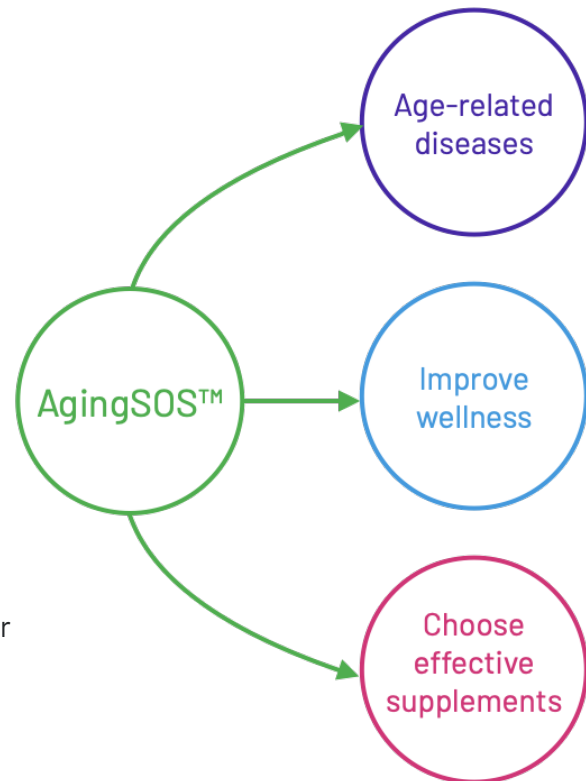 Age-related
diseases
AgingSOS™
Improve
wellness
r
Choose
effective
supplements